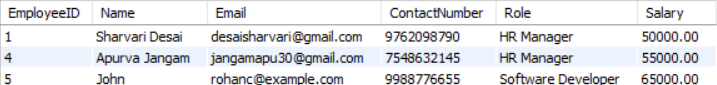 EmployeeID Name Email ContactNumber Role Salary
1 Sharvari Desai desaisharvari@gmail.com 9762098790 HR Manager 50000.00
4 Apurva Jangam jangamapu30@gmail.com 7548632145 HR Manager 55000.00
5 John rohanc@example.com 9988776655 Software Developer 65000.00